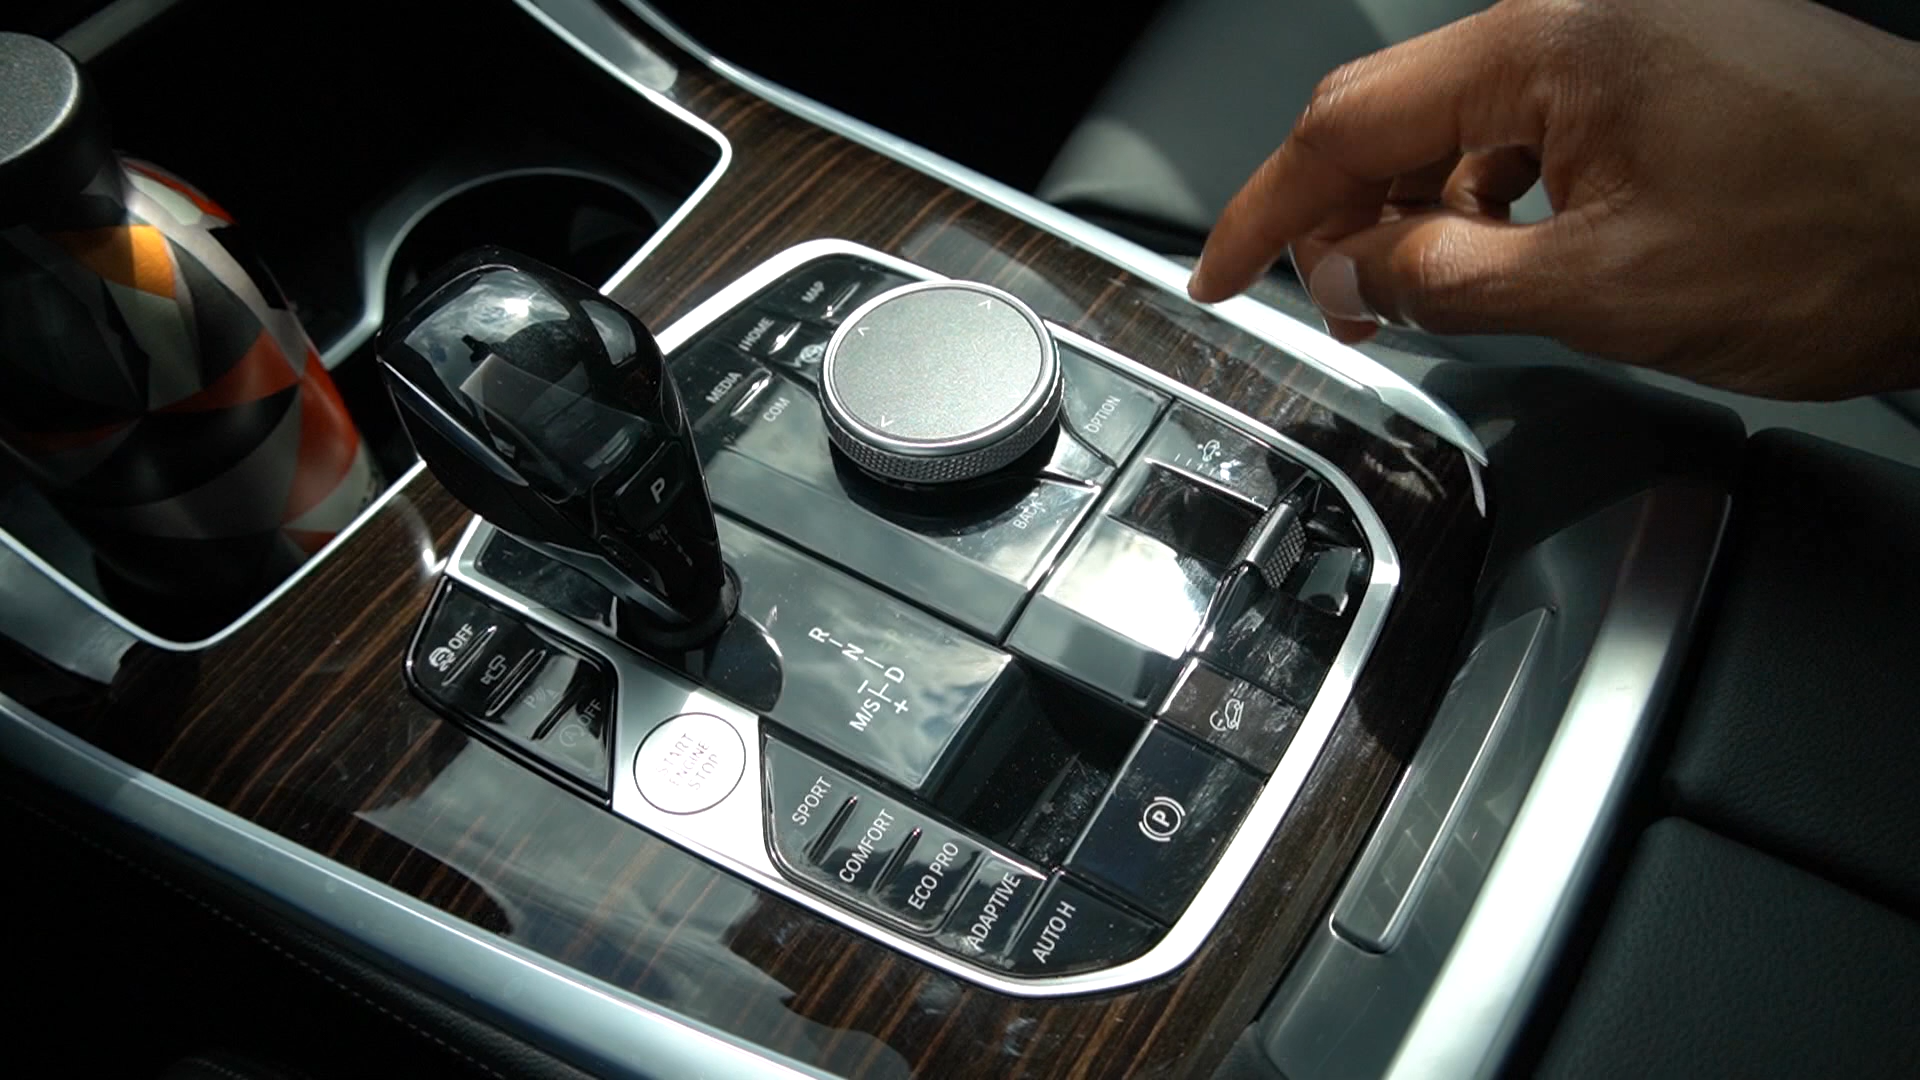 MAP
HOME
MEDIA
COM
OPTION
BACK
P
R
N
D
M/S
+
OFF
P
OFF
START
ENGINE
STOP
SPORT
COMFORT
ECO PRO
ADAPTIVE
AUTO H
P